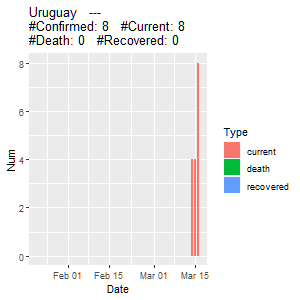 Uruguay   ---
#Confirmed: 8   #Current: 8
#Death: 0   #Recovered: 0
8
6
4
2
0
Num
Feb 01
Feb 15
Mar 01
Mar 15
Date
Type
current
death
recovered